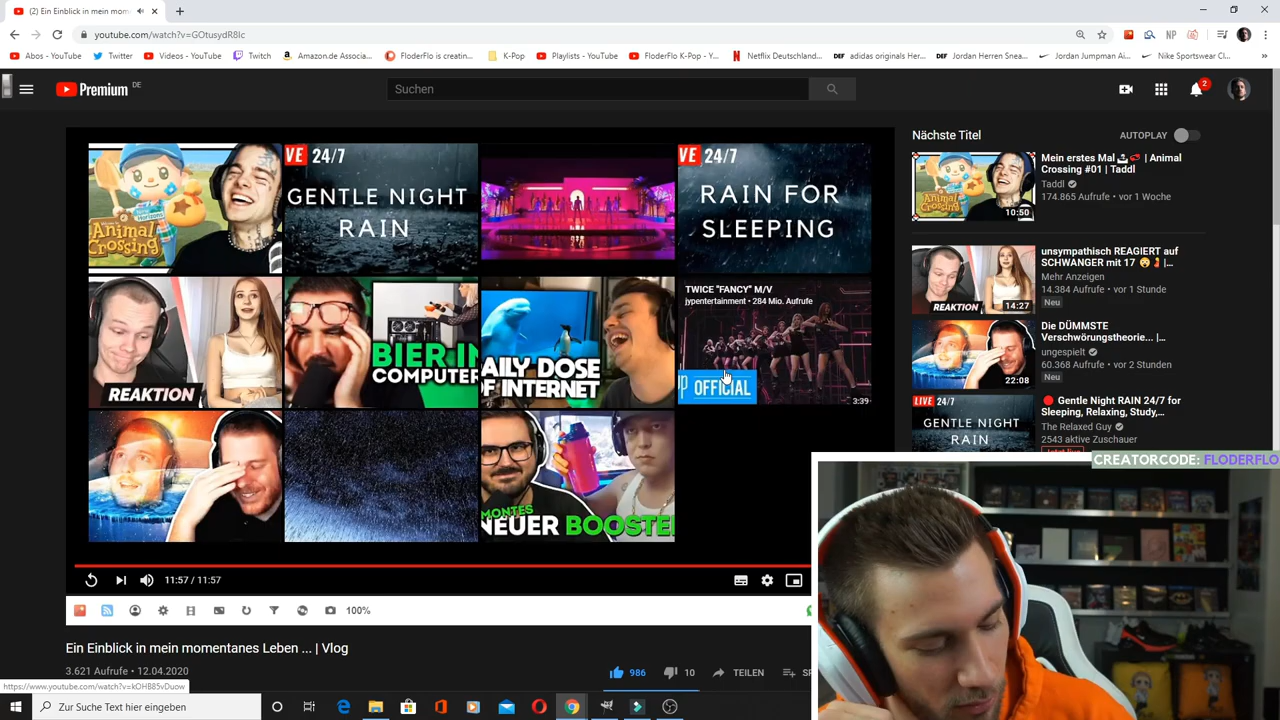 (2) Ein Einblick in mein mom
youtube.com/watch?v=GOtusydR8lc
Abos - YouTube
Twitter
Videos - YouTube
Twitch
Amazon.de Associa...
FloderFlo is creatin...
K-Pop
Playlists - YouTube
FloderFlo K-Pop - Y...
Netflix Deutschland...
DEF adidas originals Her...
DEF Jordan Herren Snea...
Jordan Jumpman Ai...
Nike Sportswear Cl...
»
NP
Premium DE
Suchen
2
VE 24/7
GENTLE NIGHT
RAIN
VE 24/7
RAIN FOR
SLEEPING
Animal
Crossing
Horizons
REAKTION
BIER IN
COMPUTER
AILY DOSE
OF INTERNET
TWICE "FANCY" M/V
jypentertainment • 284 Mio. Aufrufe
OFFICIAL
3:39
MONTES
NEUER BOOSTE
11:57 / 11:57
100%
Ein Einblick in mein momentanes Leben ... | Vlog
3.621 Aufrufe • 12.04.2020
986
10
TEILEN
SP
https://www.youtube.com/watch?v=kOHB85vDuow
Nächste Titel
AUTOPLAY
Mein erstes Mal | Animal
Crossing #01 | Taddl
Taddl
174.865 Aufrufe • vor 1 Woche
10:50
unsympathisch REAGIERT auf
SCHWANGER mit 17 |...
Mehr Anzeigen
14.384 Aufrufe • vor 1 Stunde
Neu
REAKTION
14:27
Die DÜMMSTE
Verschwörungstheorie... |...
ungespielt
60.368 Aufrufe • vor 2 Stunden
Neu
22:08
Gentle Night RAIN 24/7 for
Sleeping, Relaxing, Study,...
The Relaxed Guy
2543 aktive Zuschauer
LIVE 24/7
GENTLE NIGHT
RAIN
CREATORCODE: FLODERFLO
Zur Suche Text hier eingeben